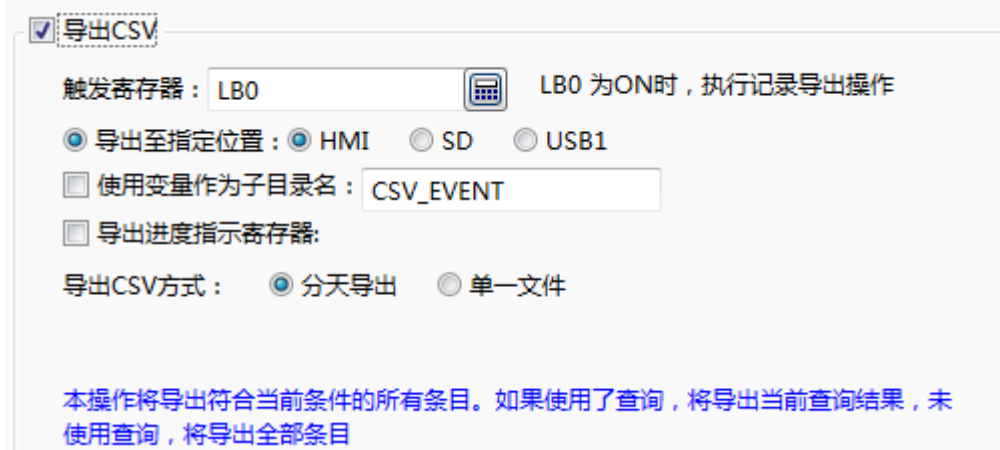 导出CSV
触发寄存器：LB0 LB0 为ON时，执行记录导出操作
导出至指定位置：HMI SD USB1
使用变量作为子目录名：CSV_EVENT
导出进度指示寄存器:
导出CSV方式： 分天导出 单一文件
本操作将导出符合当前条件的所有条目。如果使用了查询，将导出当前查询结果，未
使用查询，将导出全部条目